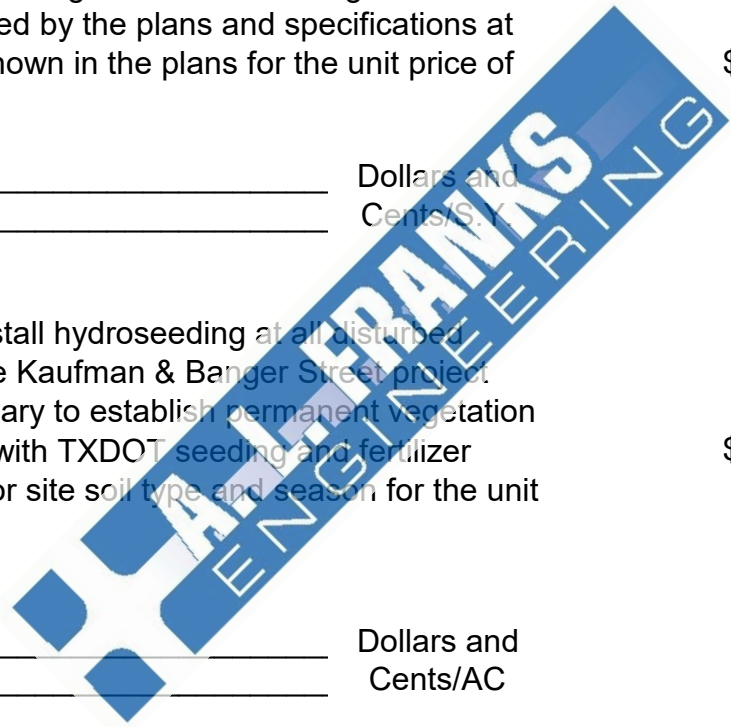 ed by the plans and specifications at
nown in the plans for the unit price of
$
Dollars and
Cents/S.Y.
stall hydroseeding at all disturbed
e Kaufman & Banger Street project
ary to establish permanent vegetation
with TXDOT seeding and fertilizer
$
or site soil type and season for the unit
Dollars and
Cents/AC
A.L.FRANKS
ENGINEERING